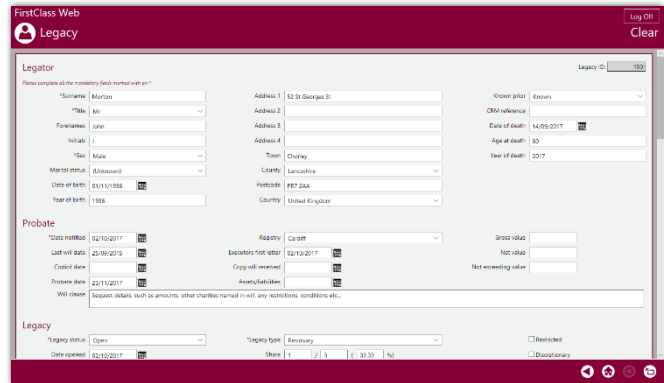 FirstClass Web
Log Off
Legacy
Clear
Legator
Legacy ID: 150
Please complete all the mandatory fields marked with an *
*Surname Morton Address 1 52 St Georges St Known prior Known
*Title Mr Address 2 CRM reference
Forenames John Address 3 Date of death 14/09/2017
Initials J Address 4 Age at death 80
*Sex Male Town Chorley Year of death 2017
Marital status (Unknown) County Lancashire
Date of birth 01/11/1936 Postcode PR7 2AA
Year of birth 1936 Country United Kingdom
Probate
*Date notified 02/10/2017 Registry Cardiff Gross value
Last will date 25/09/2015 Executors first letter 02/10/2017 Net value
Codicil date Copy will received Not exceeding value
Probate date 23/11/2017 Assets/liabilities
Will clause Bequest details, such as amounts, other charities named in will, any restrictions, conditions etc..
Legacy
*Legacy status Open *Legacy type Residuary Restricted
Date opened 02/10/2017 Share 1 / 3 ( 33.33 %) Discretionary